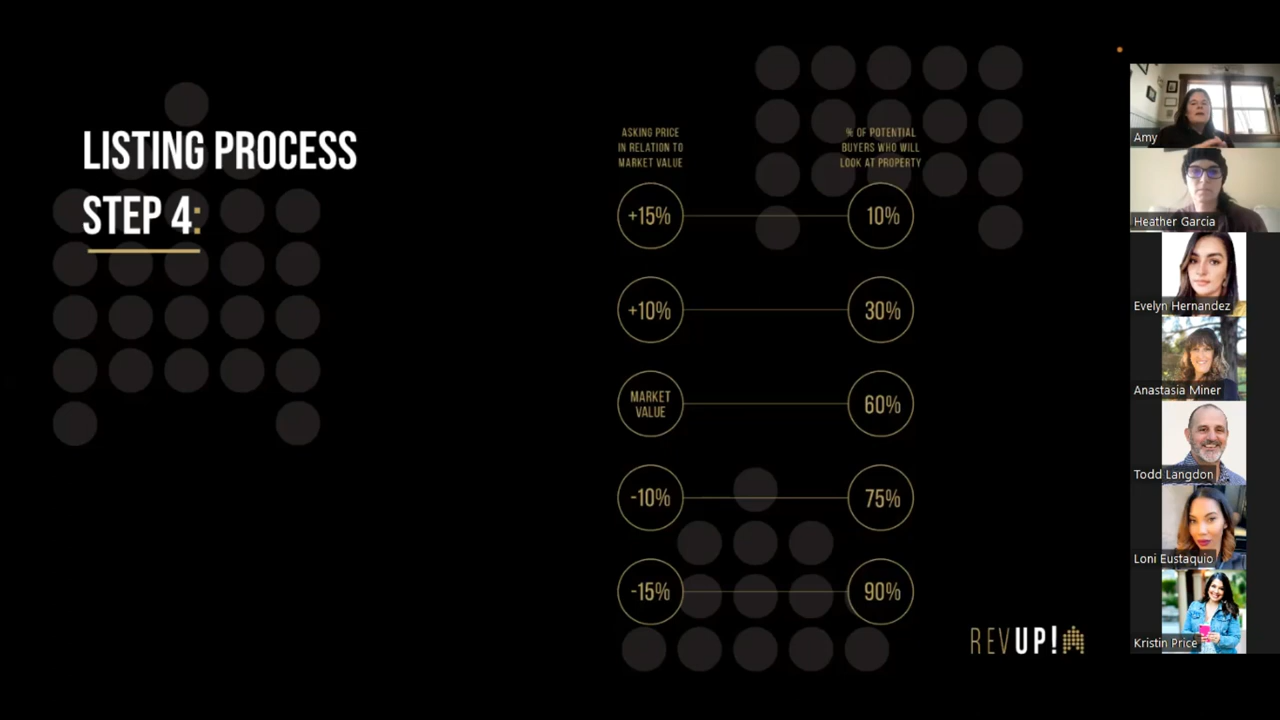 LISTING PROCESS
STEP 4:
ASKING PRICE
IN RELATION TO
MARKET VALUE
% OF POTENTIAL
BUYERS WHO WILL
LOOK AT PROPERTY
+15%
10%
+10%
30%
MARKET
VALUE
60%
-10%
75%
-15%
90%
REVUP!
Amy
Heather Garcia
Evelyn Hernandez
Anastasia Miner
Todd Langdon
Loni Eustaquio
Kristin Price